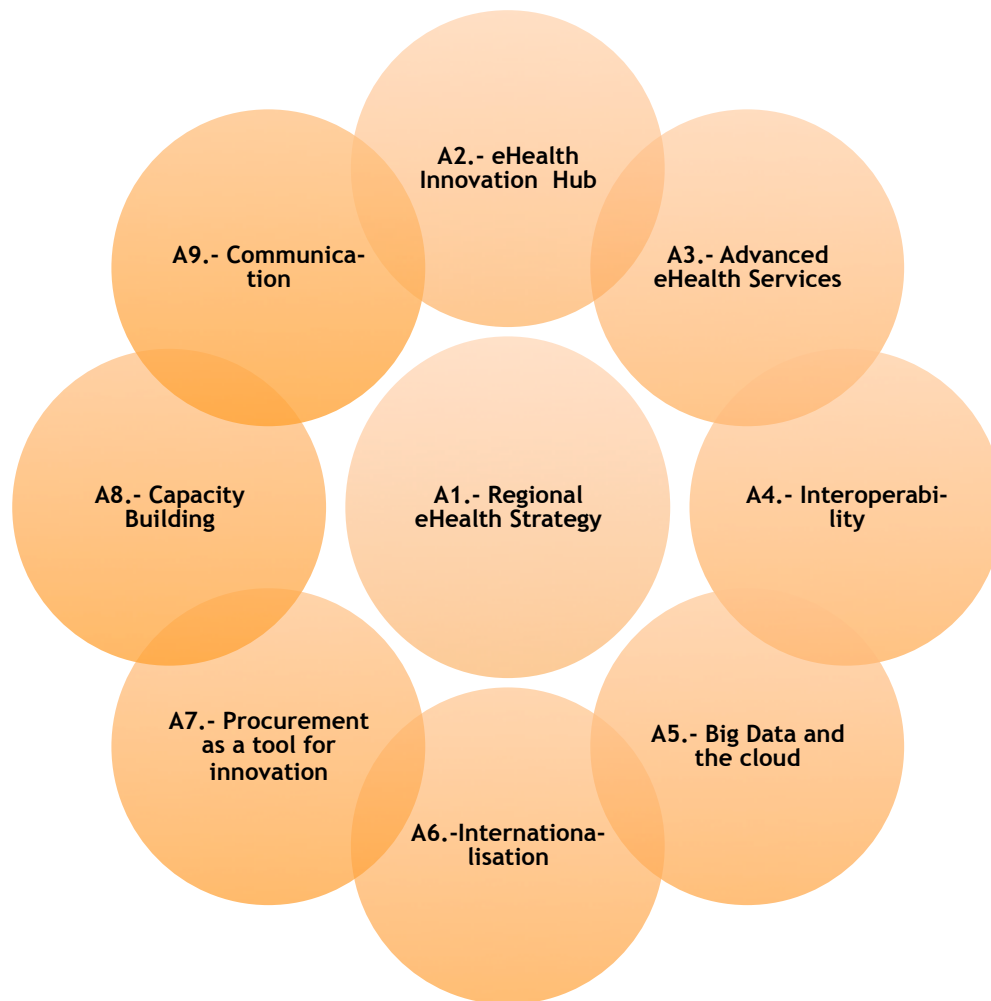 A2.- eHealth
Innovation  Hub
A3.- Advanced
eHealth Services
A4.- Interoperabi-
lity
A5.- Big Data and
the cloud
A6.-Internationa-
lisation
A7.- Procurement
as a tool for
innovation
A8.- Capacity
Building
A9.- Communica-
tion
A1.- Regional
eHealth Strategy